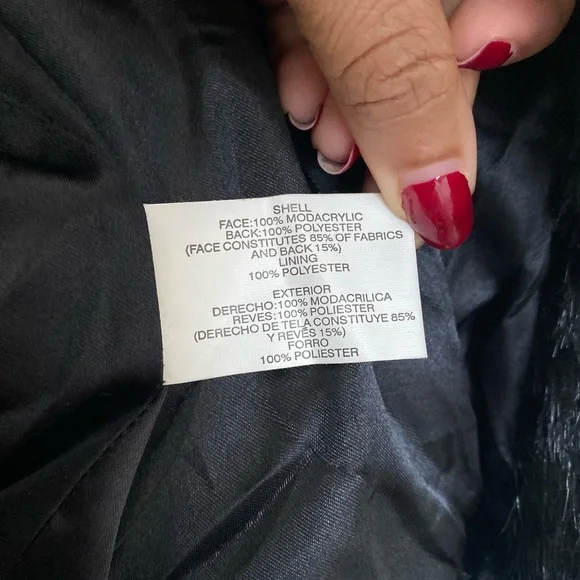 SHELL
FACE:100% MODACRYLIC
BACK:100% POLYESTER
(FACE CONSTITUTES 85% OF FABRICS
AND BACK 15%)
LINING
100% POLYESTER
EXTERIOR
DERECHO:100% MODACRILICA
REVES:100% POLIESTER
(DERECHO DE TELA CONSTITUYE 85%
Y REVÉS 15%)
FORRO
100% POLIESTER